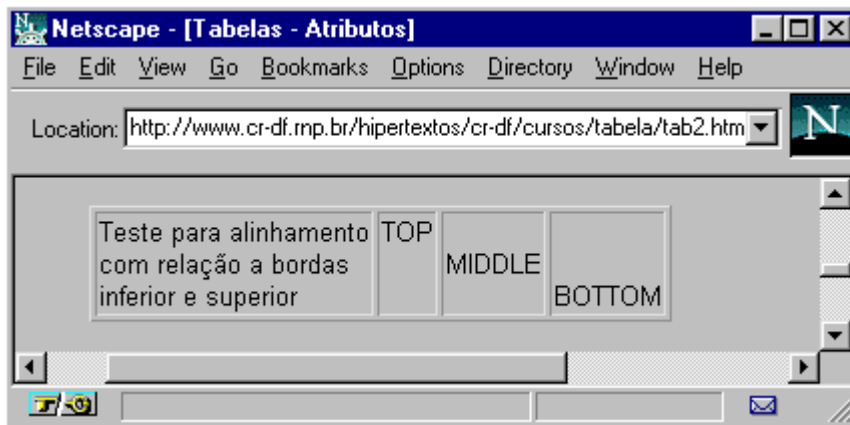 Netscape - [Tabelas - Atributos]
File Edit View Go Bookmarks Options Directory Window Help
Location: http://www.cr-df.rnp.br/hipertextos/cr-df/cursos/tabela/tab2.htm
N
Teste para alinhamento
com relação a bordas
inferior e superior
TOP
MIDDLE
BOTTOM